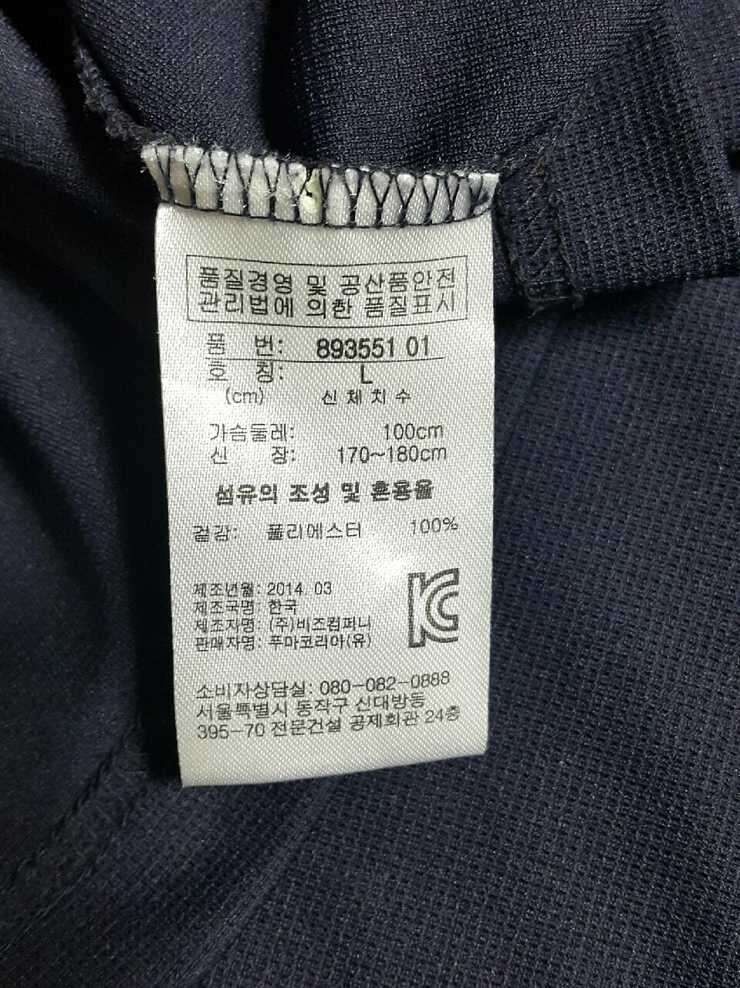 품질경영 및 공산품안전
관리법에 의한 품질표시
품 번: 893551 01
호 칭: L
(cm) 신체치수
가슴둘레: 100cm
신 장: 170~180cm
섬유의 조성 및 혼용율
겉감: 폴리에스터 100%
제조년월: 2014. 03
제조국명: 한국
제조자명: (주)비즈컴퍼니
판매자명: 푸마코리아(유)
KC
소비자상담실: 080-082-0888
서울특별시 동작구 신대방동
395-70 전문건설 공제회관 24층